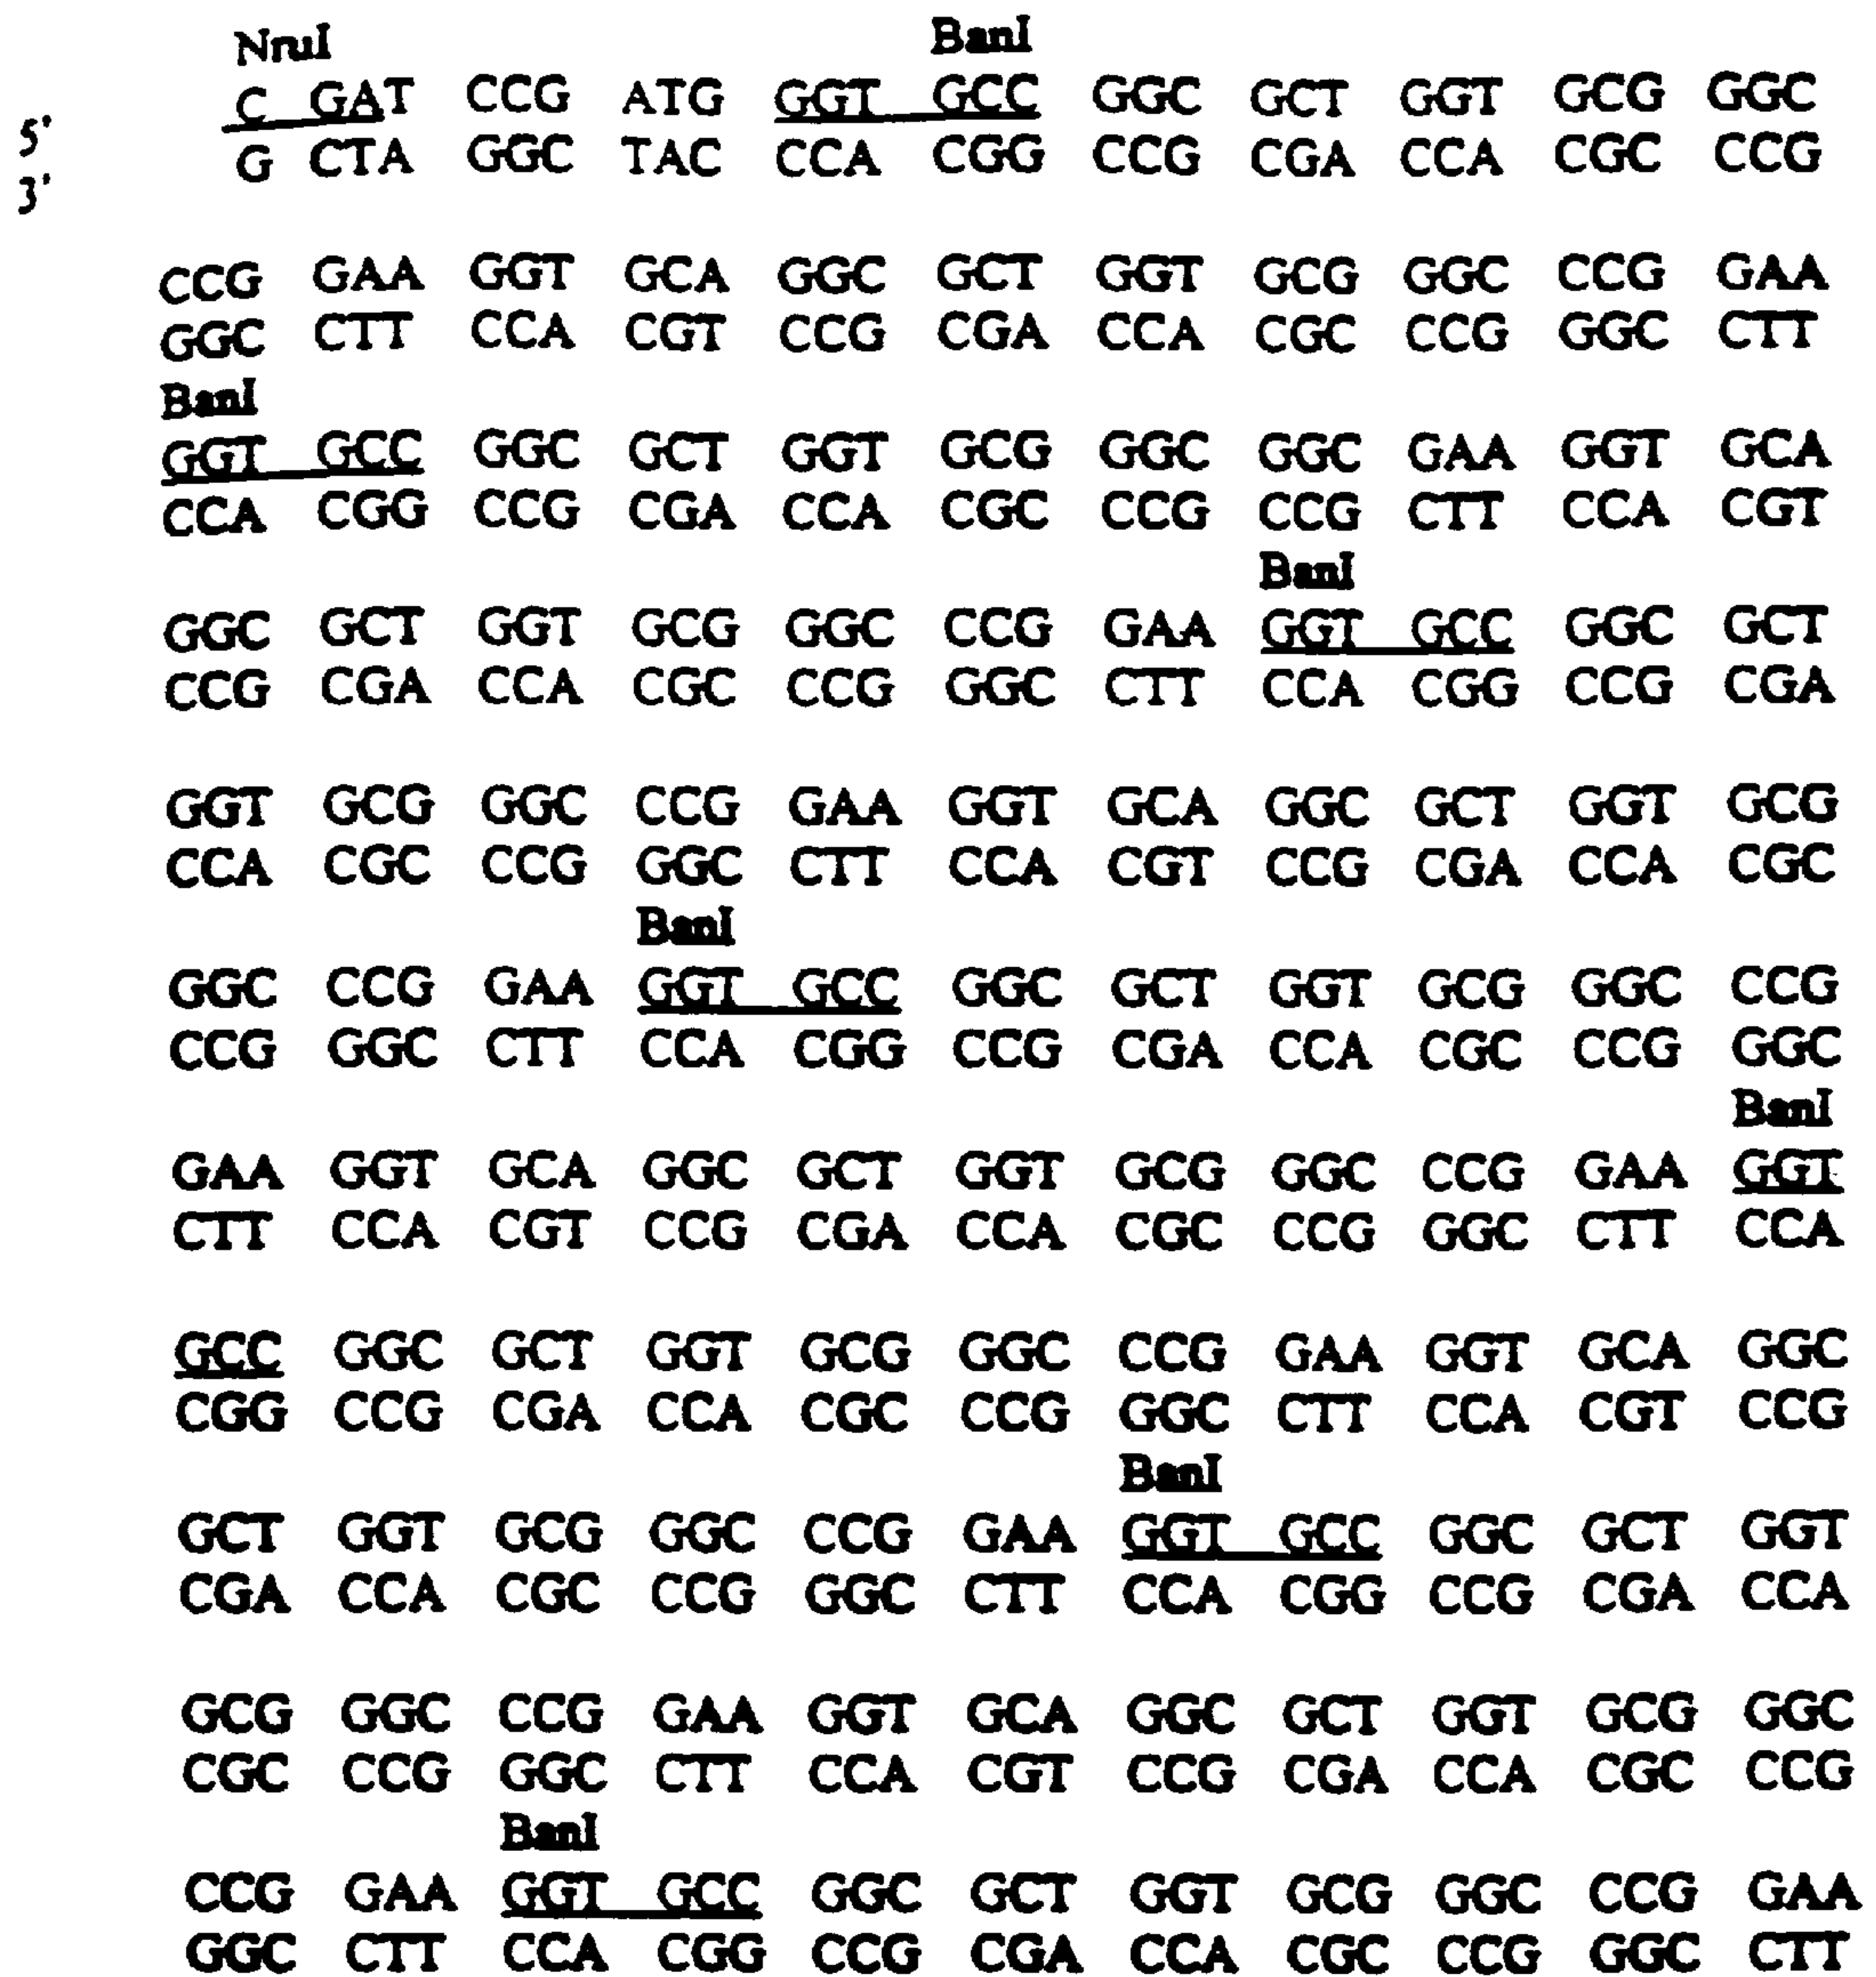 NruI BanI
C GAT CCG ATG GGT GCC GGC GCT GGT GCG GGC
5'
G CTA GGC TAC CCA CGG CCG CGA CCA CGC CCG
3'
CCG GAA GGT GCA GGC GCT GGT GCG GGC CCG GAA
GGC CTT CCA CGT CCG CGA CCA CGC CCG GGC CTT
BanI
GGT GCC GGC GCT GGT GCG GGC GGC GAA GGT GCA
CCA CGG CCG CGA CCA CGC CCG CCG CTT CCA CGT
BanI
GGC GCT GGT GCG GGC CCG GAA GGT GCC GGC GCT
CCG CGA CCA CGC CCG GGC CTT CCA CGG CCG CGA
GGT GCG GGC CCG GAA GGT GCA GGC GCT GGT GCG
CCA CGC CCG GGC CTT CCA CGT CCG CGA CCA CGC
BanI
GGC CCG GAA GGT GCC GGC GCT GGT GCG GGC CCG
CCG GGC CTT CCA CGG CCG CGA CCA CGC CCG GGC
BanI
GAA GGT GCA GGC GCT GGT GCG GGC CCG GAA GGT
CTT CCA CGT CCG CGA CCA CGC CCG GGC CTT CCA
GCC GGC GCT GGT GCG GGC CCG GAA GGT GCA GGC
CGG CCG CGA CCA CGC CCG GGC CTT CCA CGT CCG
BanI
GCT GGT GCG GGC CCG GAA GGT GCC GGC GCT GGT
CGA CCA CGC CCG GGC CTT CCA CGG CCG CGA CCA
GCG GGC CCG GAA GGT GCA GGC GCT GGT GCG GGC
CGC CCG GGC CTT CCA CGT CCG CGA CCA CGC CCG
BanI
CCG GAA GGT GCC GGC GCT GGT GCG GGC CCG GAA
GGC CTT CCA CGG CCG CGA CCA CGC CCG GGC CTT